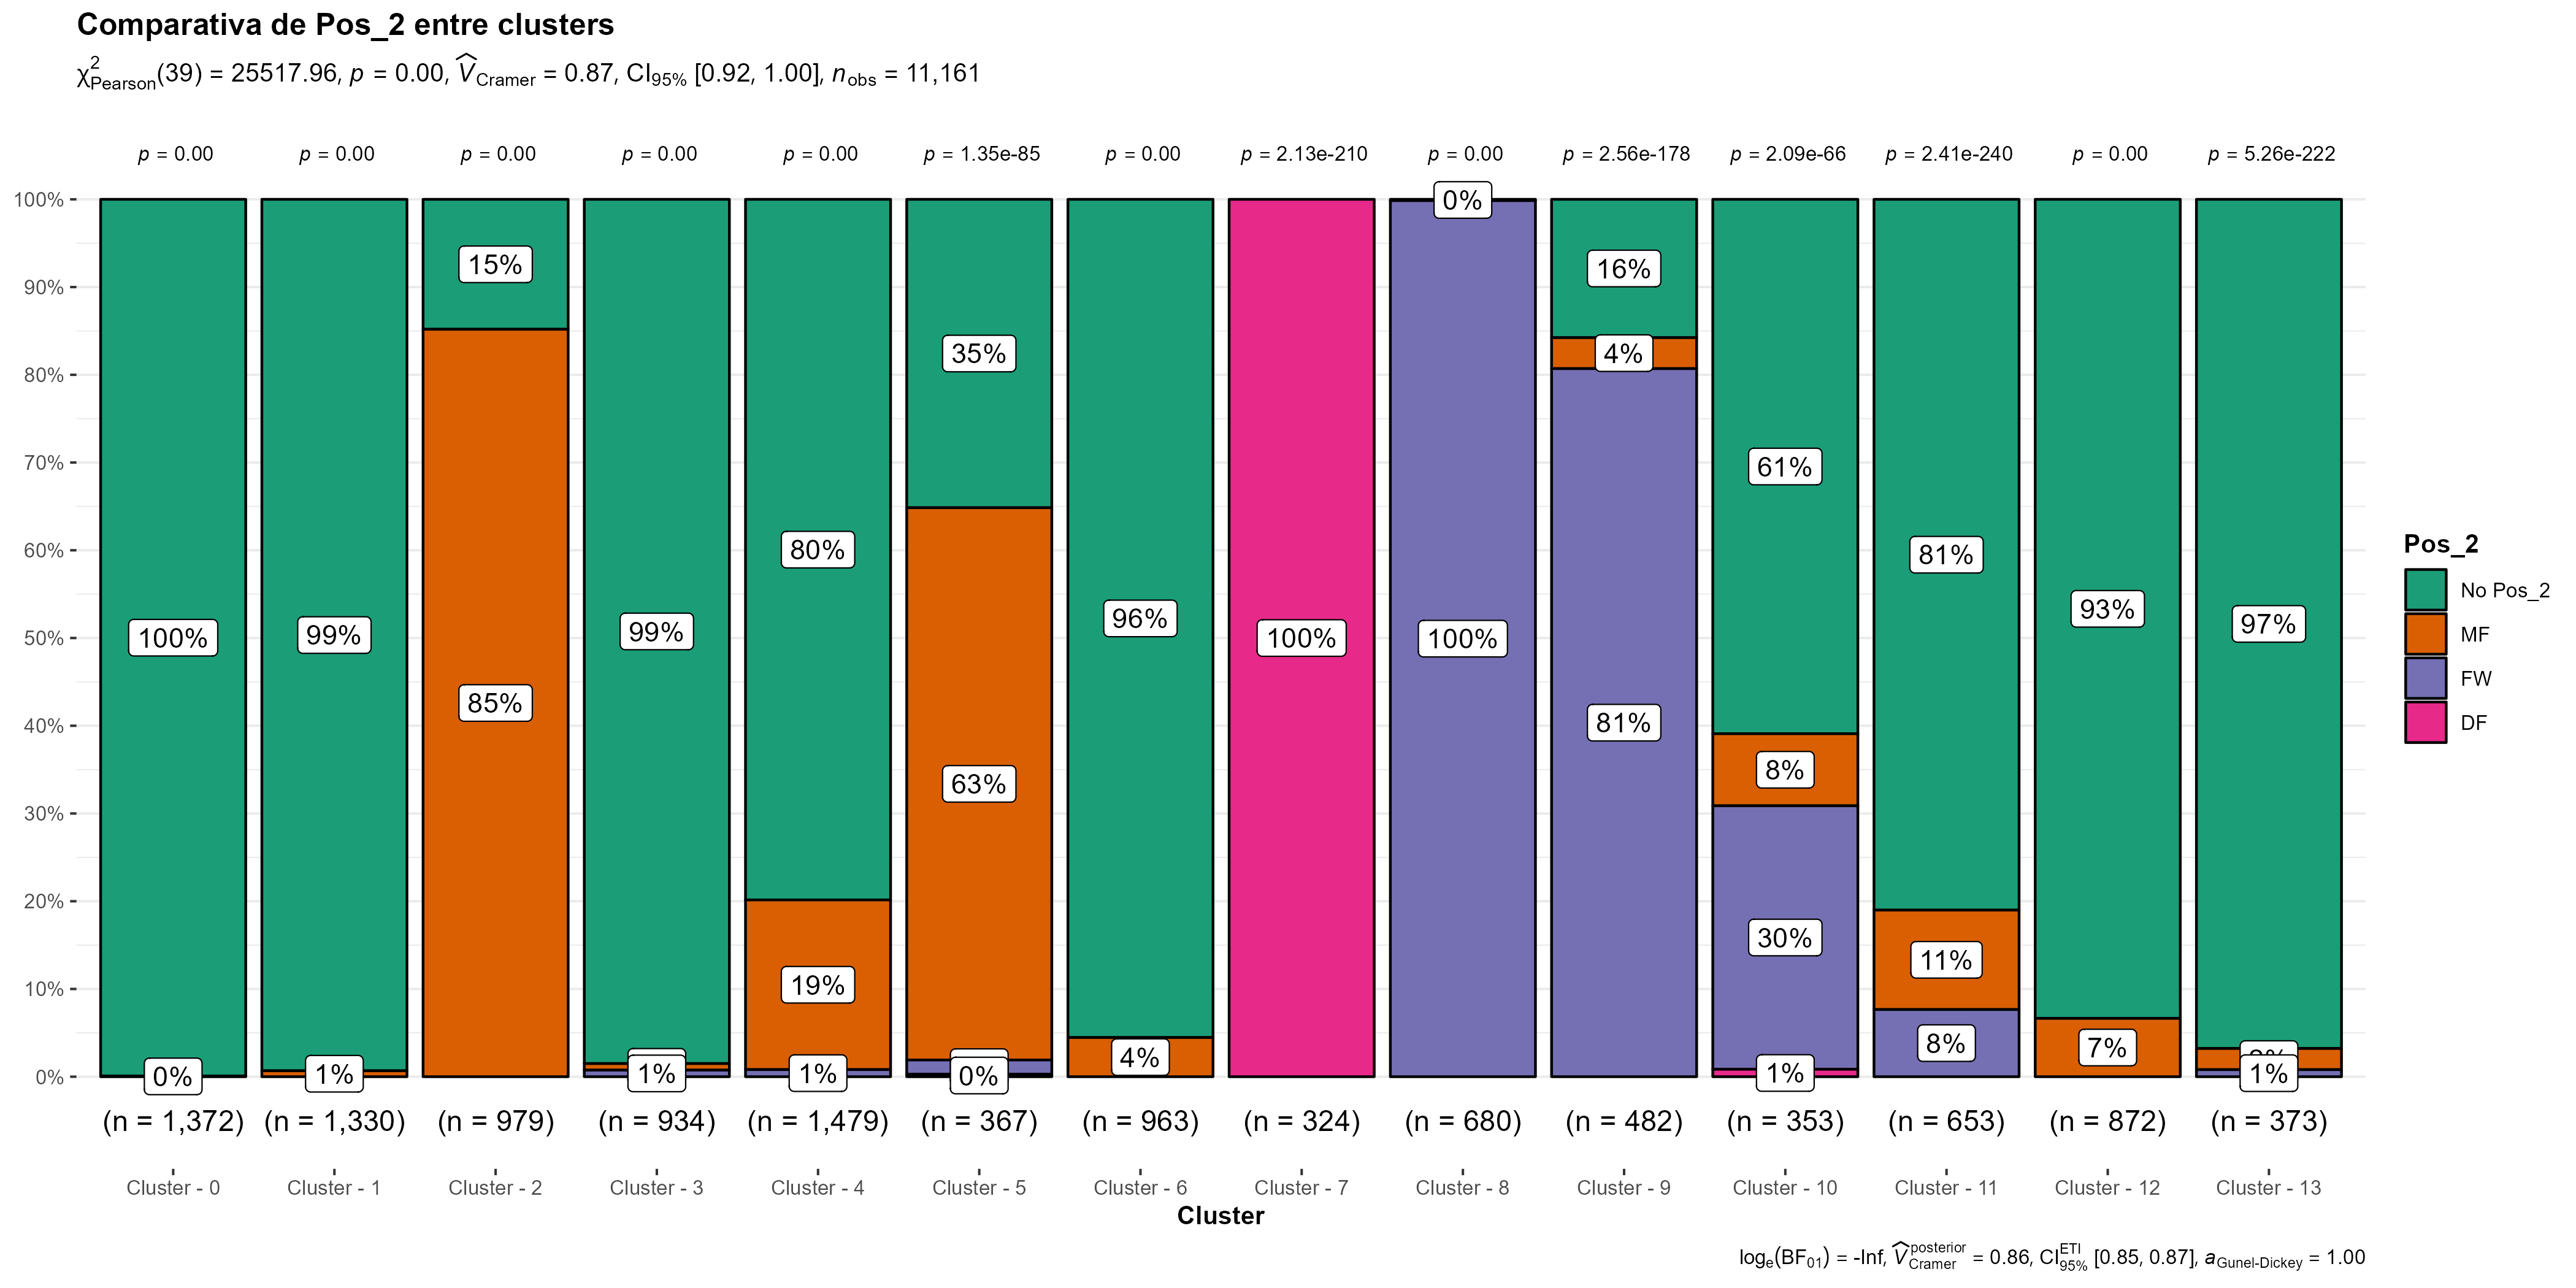 Comparativa de Pos_2 entre clusters
χ²Pearson(39) = 25517.96, p = 0.00, V̂Cramer = 0.87, CI95% [0.92, 1.00], nobs = 11,161
p = 0.00 p = 0.00 p = 0.00 p = 0.00 p = 0.00 p = 1.35e-85 p = 0.00 p = 2.13e-210 p = 0.00 p = 2.56e-178 p = 2.09e-66 p = 2.41e-240 p = 0.00 p = 5.26e-222
100%
90%
80%
70%
60%
50%
40%
30%
20%
10%
0%
100% 0%
99% 1%
15% 85%
99% 1%
80% 19% 1%
35% 63% 0%
96% 4%
100%
0% 100%
16% 4% 81%
61% 8% 30% 1%
81% 11% 8%
93% 7%
97% 1%
(n = 1,372) (n = 1,330) (n = 979) (n = 934) (n = 1,479) (n = 367) (n = 963) (n = 324) (n = 680) (n = 482) (n = 353) (n = 653) (n = 872) (n = 373)
Cluster - 0 Cluster - 1 Cluster - 2 Cluster - 3 Cluster - 4 Cluster - 5 Cluster - 6 Cluster - 7 Cluster - 8 Cluster - 9 Cluster - 10 Cluster - 11 Cluster - 12 Cluster - 13
Cluster
Pos_2
No Pos_2
MF
FW
DF
loge(BF01) = -Inf, V̂posteriorCramer = 0.86, CIETI95% [0.85, 0.87], aGunel-Dickey = 1.00